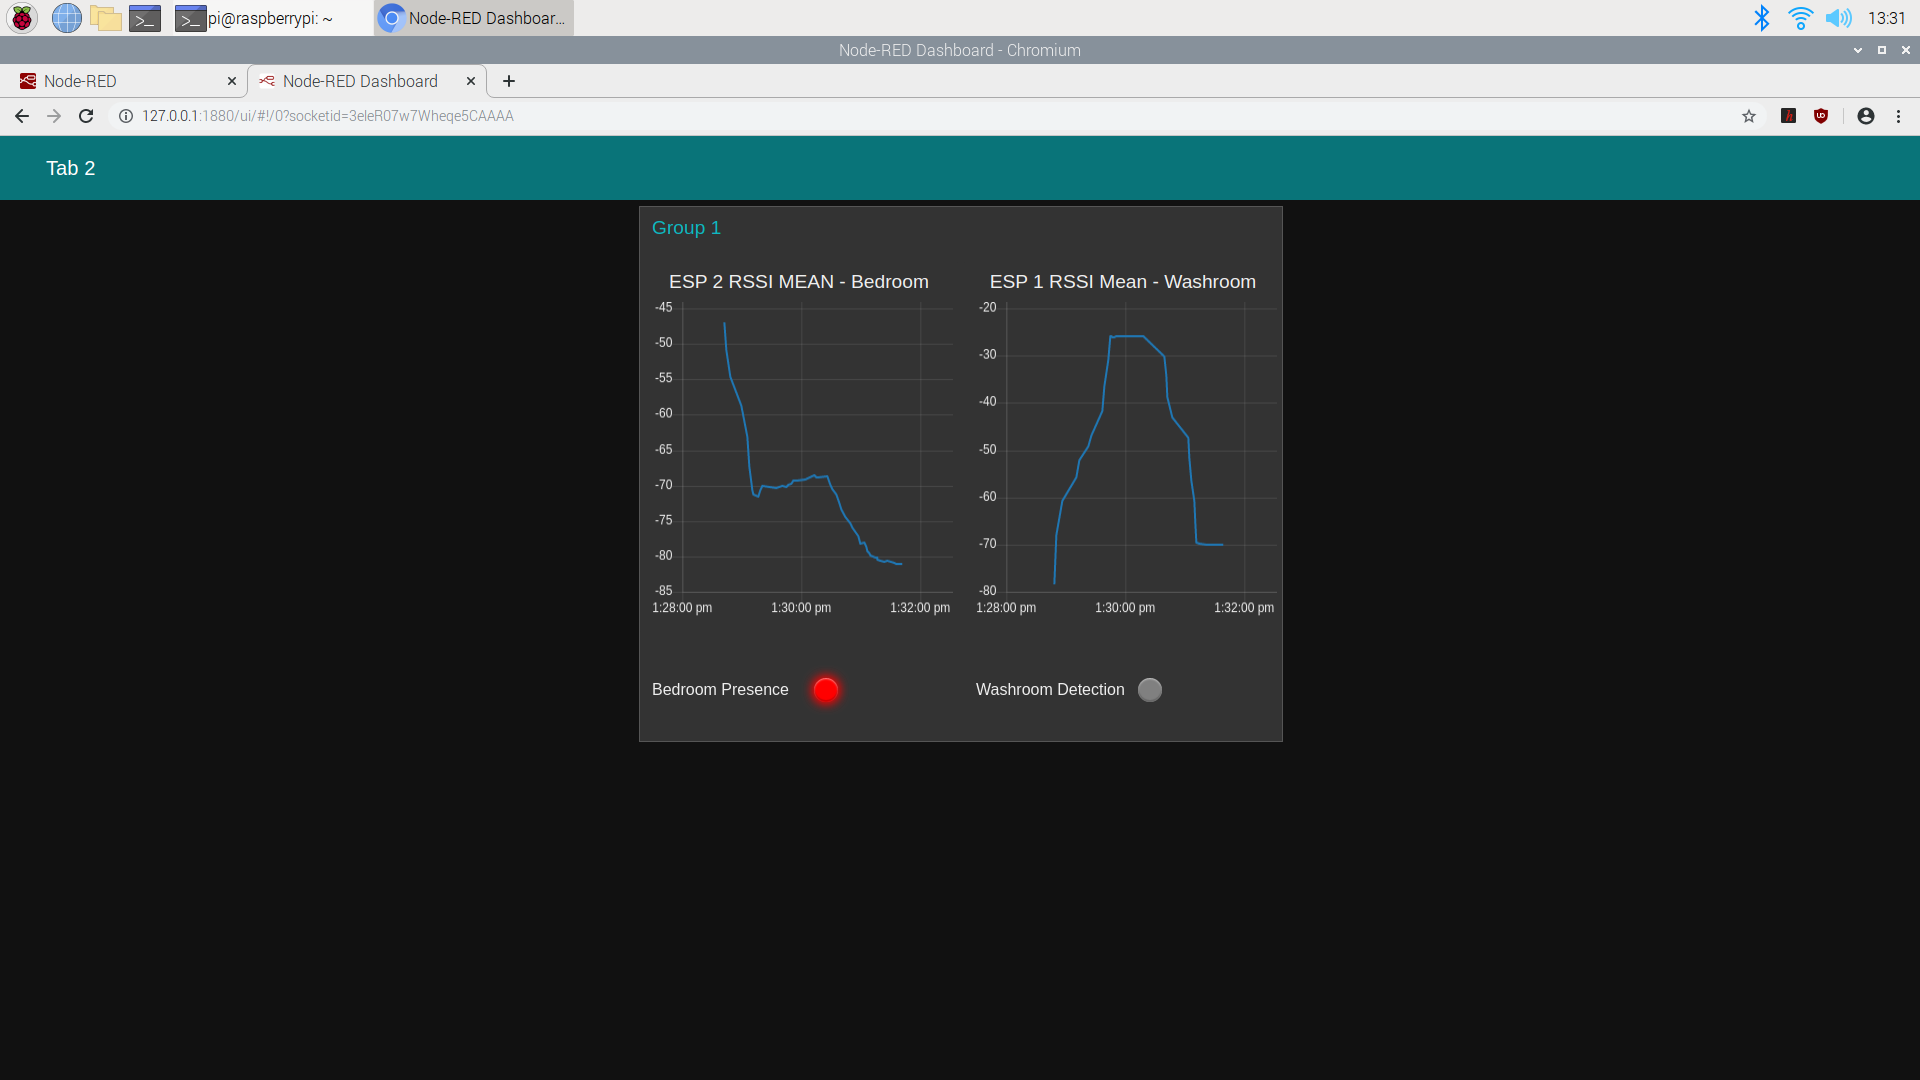 pi@raspberrypi: ~
Node-RED Dashboar...
13:31
Node-RED Dashboard - Chromium
Node-RED
Node-RED Dashboard
127.0.0.1:1880/ui/#!/0?socketid=3eleR07w7Wheqe5CAAAA
Tab 2
Group 1
ESP 2 RSSI MEAN - Bedroom
-45
-50
-55
-60
-65
-70
-75
-80
-85
1:28:00 pm
1:30:00 pm
1:32:00 pm
ESP 1 RSSI Mean - Washroom
-20
-30
-40
-50
-60
-70
-80
1:28:00 pm
1:30:00 pm
1:32:00 pm
Bedroom Presence
Washroom Detection